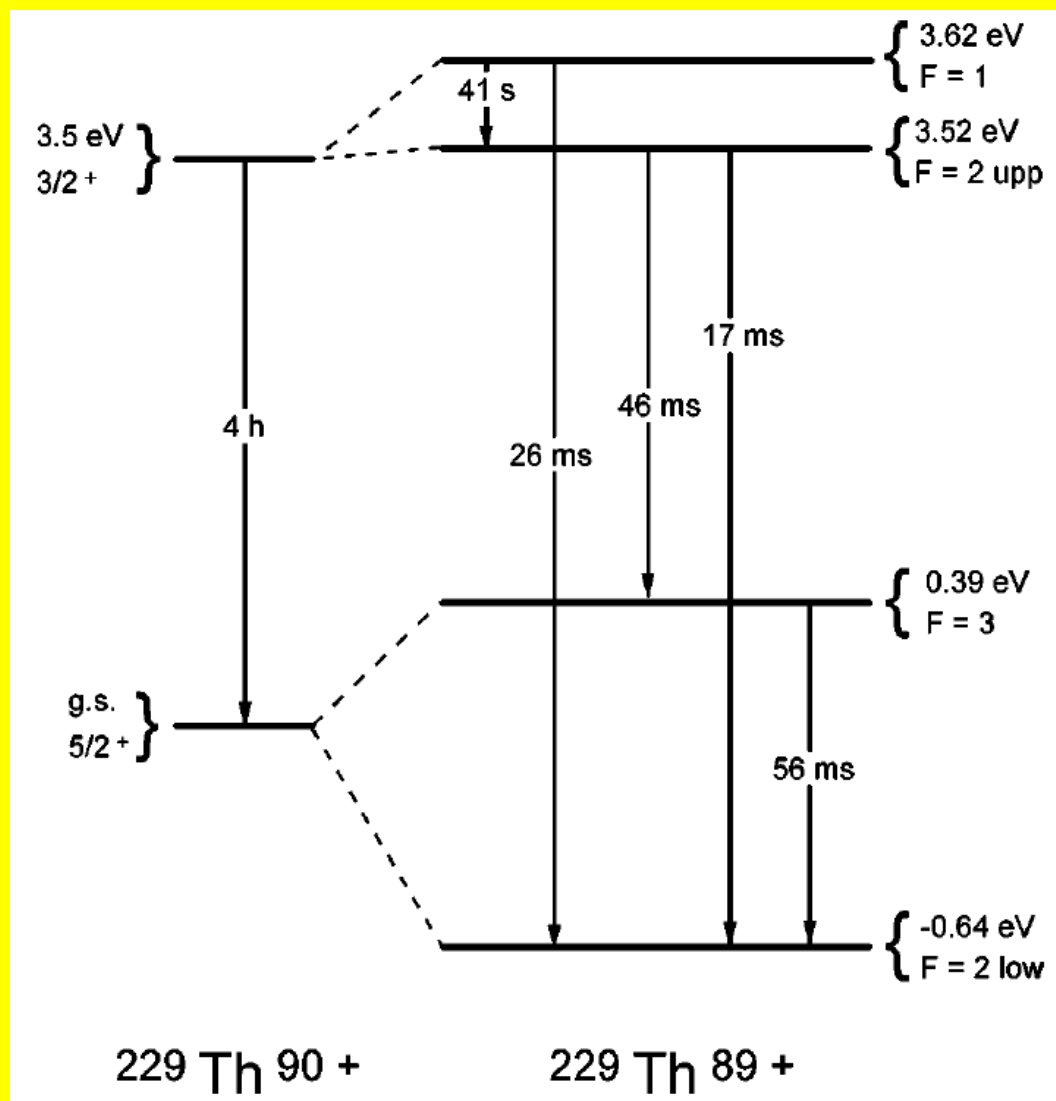 3.62 eV
F = 1
41 s
3.5 eV
3/2 +
3.52 eV
F = 2 upp
17 ms
46 ms
4 h
26 ms
0.39 eV
F = 3
g.s.
5/2 +
56 ms
-0.64 eV
F = 2 low
229 Th 90 +
229 Th 89 +